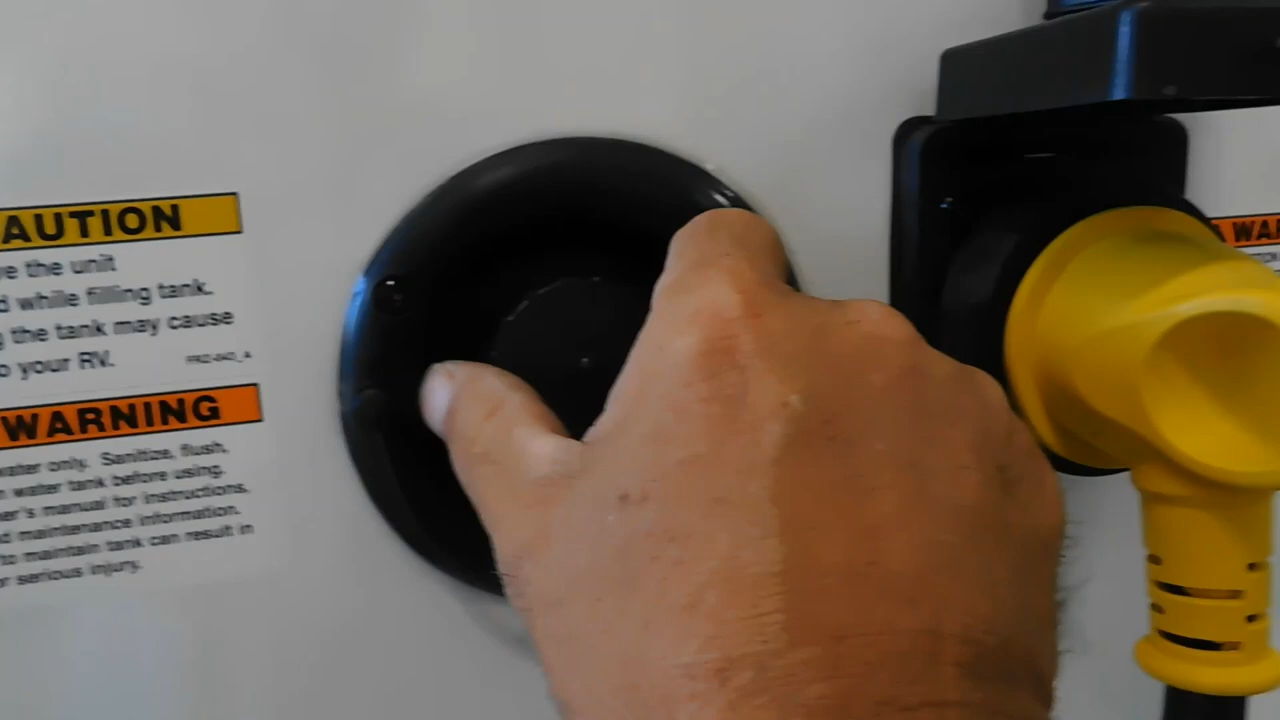 AUTION
ve the unit
d while filling tank.
g the tank may cause
o your RV.
WARNING
water only. Sanitize, flush,
n water tank before using.
er's manual for instructions,
d maintenance information.
to maintain tank can result in
or serious injury.
WAR